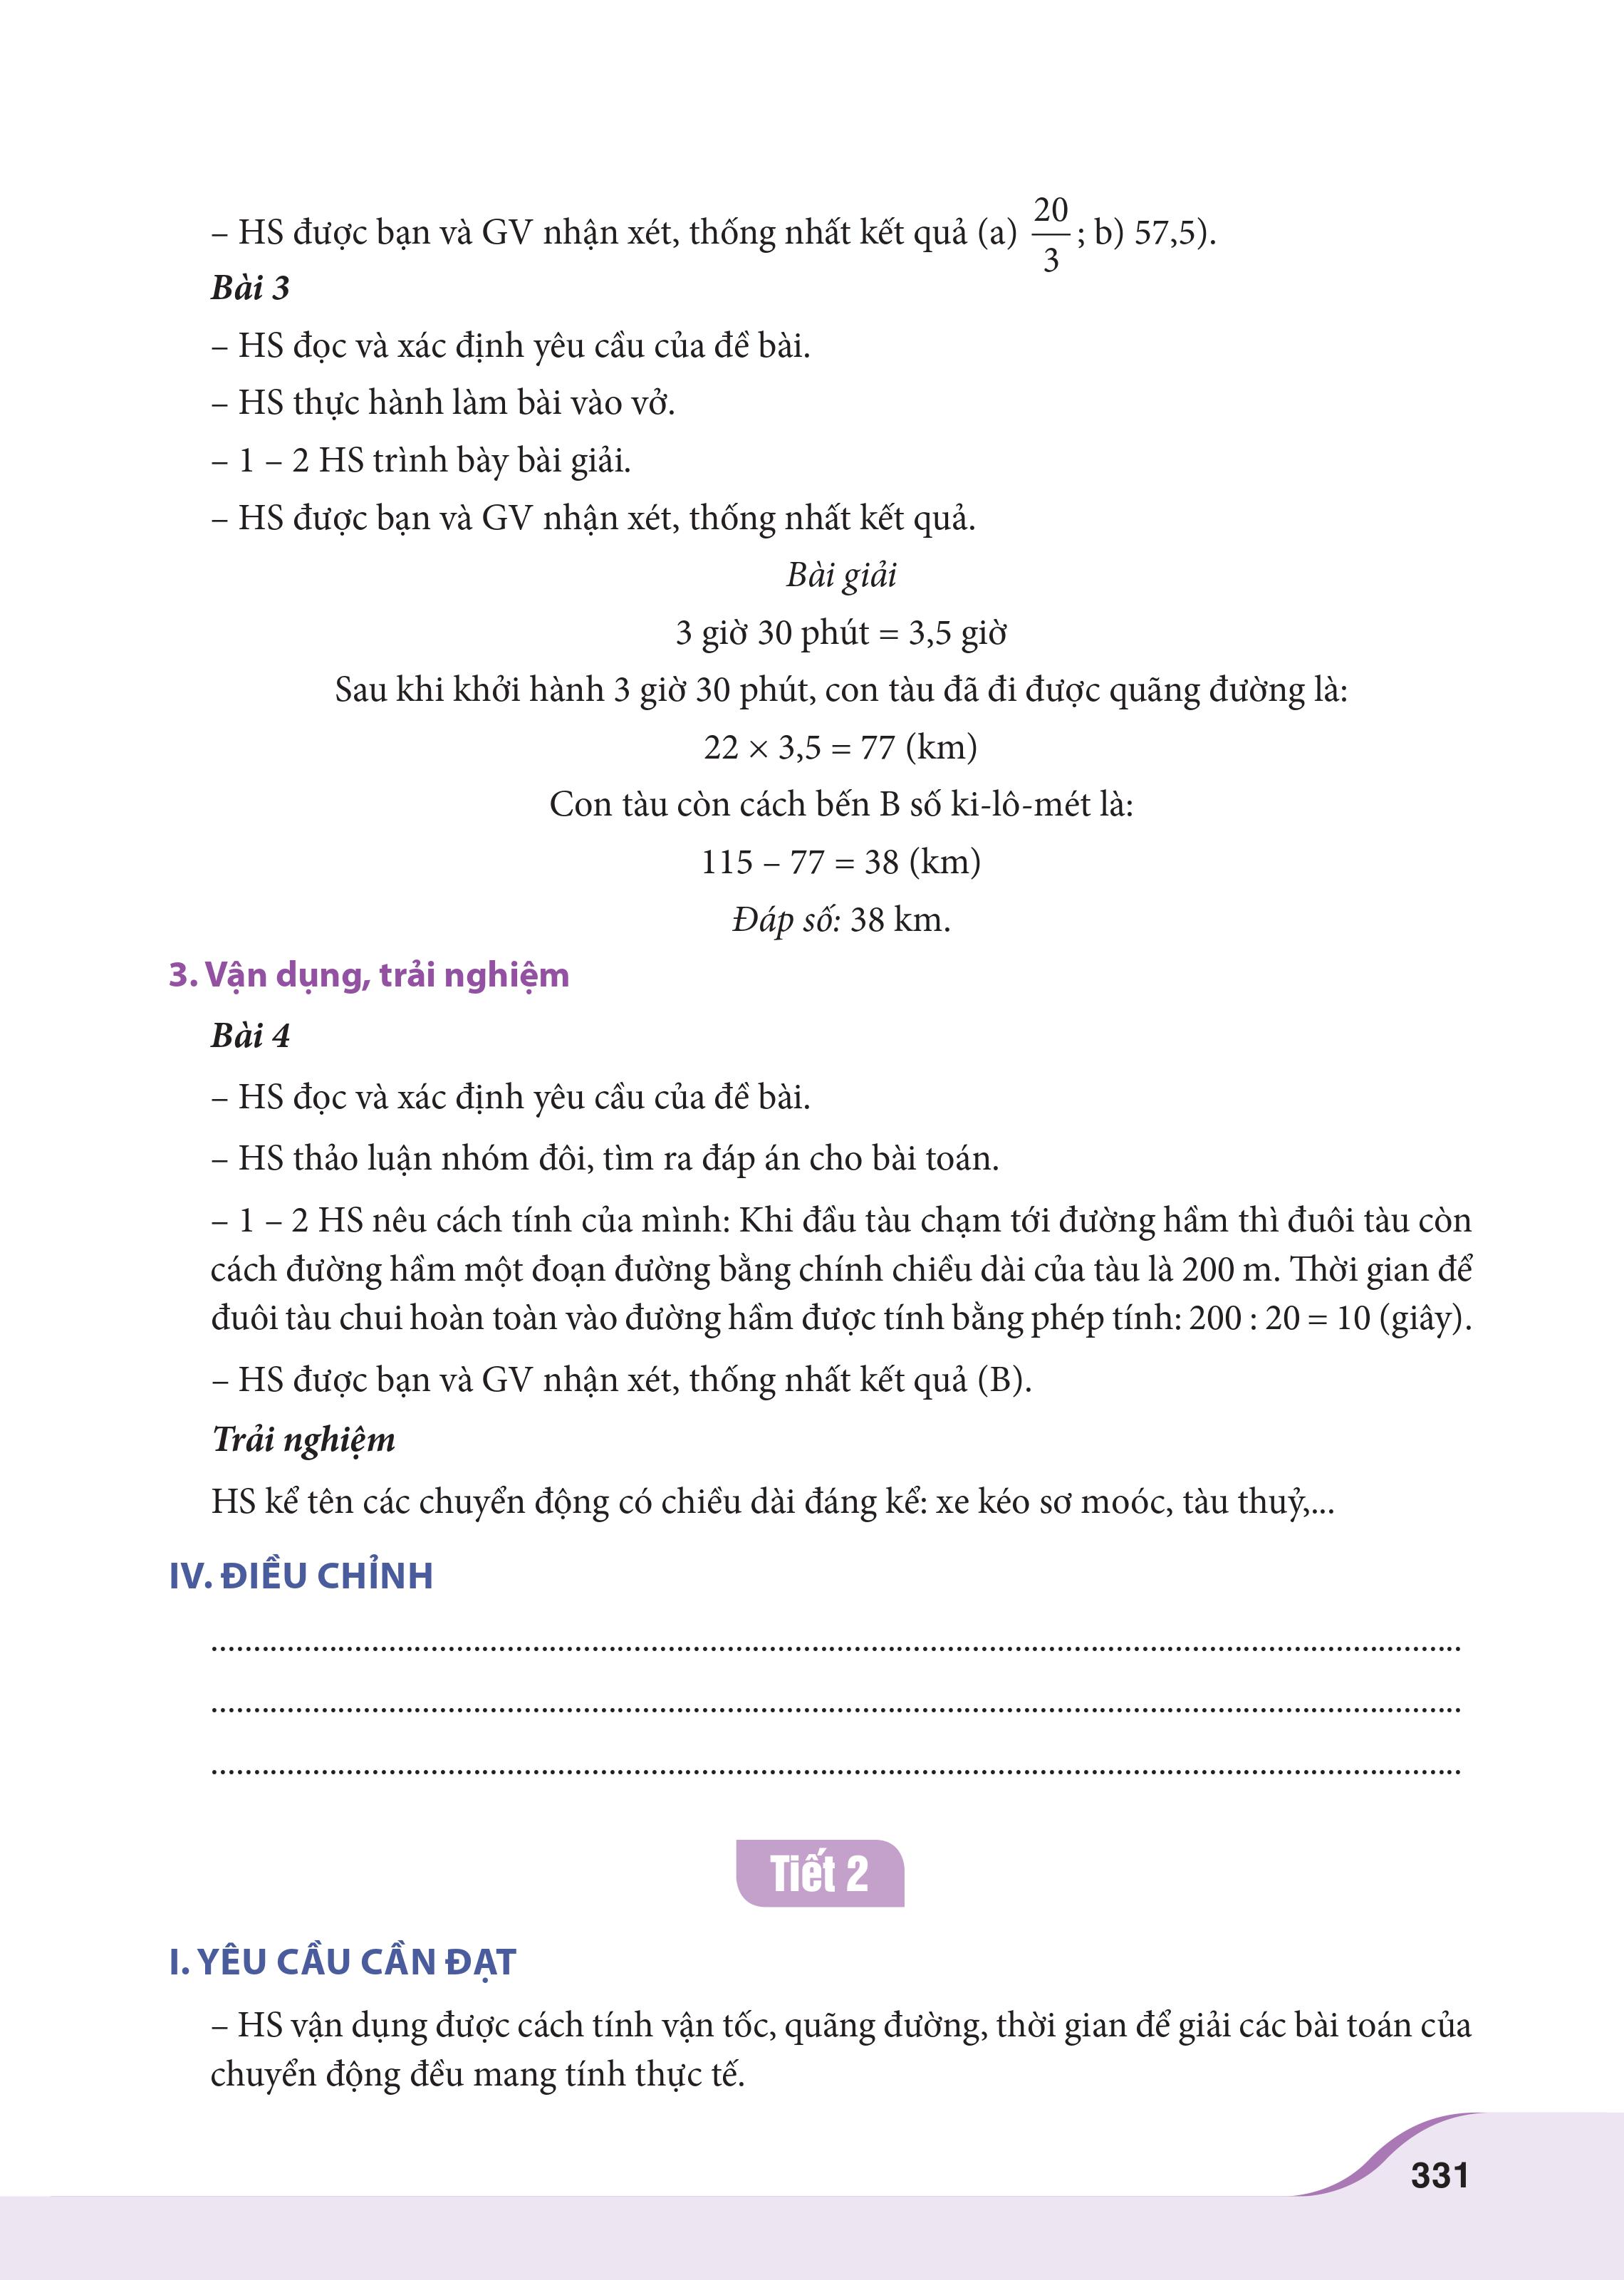 – HS được bạn và GV nhận xét, thống nhất kết quả (a) 20/3; b) 57,5).
Bài 3
– HS đọc và xác định yêu cầu của đề bài.
– HS thực hành làm bài vào vở.
– 1 – 2 HS trình bày bài giải.
– HS được bạn và GV nhận xét, thống nhất kết quả.
Bài giải
3 giờ 30 phút = 3,5 giờ
Sau khi khởi hành 3 giờ 30 phút, con tàu đã đi được quãng đường là:
22 × 3,5 = 77 (km)
Con tàu còn cách bến B số ki-lô-mét là:
115 – 77 = 38 (km)
Đáp số: 38 km.
3. Vận dụng, trải nghiệm
Bài 4
– HS đọc và xác định yêu cầu của đề bài.
– HS thảo luận nhóm đôi, tìm ra đáp án cho bài toán.
– 1 – 2 HS nêu cách tính của mình: Khi đầu tàu chạm tới đường hầm thì đuôi tàu còn
cách đường hầm một đoạn đường bằng chính chiều dài của tàu là 200 m. Thời gian để
đuôi tàu chui hoàn toàn vào đường hầm được tính bằng phép tính: 200 : 20 = 10 (giây).
– HS được bạn và GV nhận xét, thống nhất kết quả (B).
Trải nghiệm
HS kể tên các chuyển động có chiều dài đáng kể: xe kéo sơ moóc, tàu thuỷ,...
IV. ĐIỀU CHỈNH
Tiết 2
I. YÊU CẦU CẦN ĐẠT
– HS vận dụng được cách tính vận tốc, quãng đường, thời gian để giải các bài toán của
chuyển động đều mang tính thực tế.
331